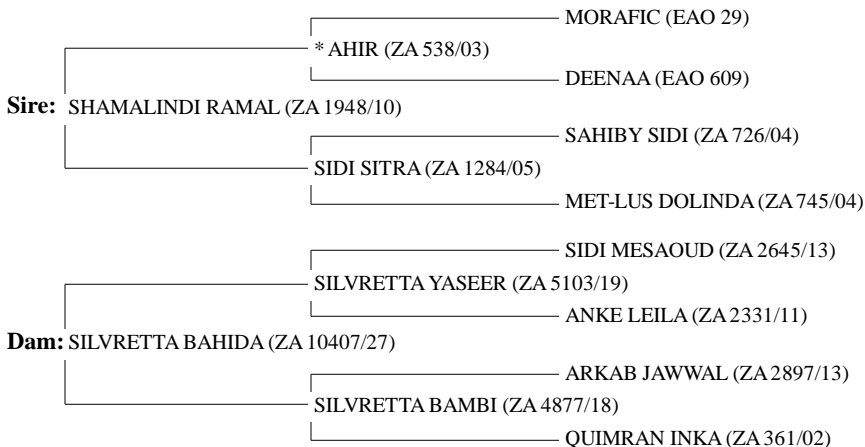 MORAFIC (EAO 29)
* AHIR (ZA 538/03)
DEENAA (EAO 609)
Sire: SHAMALINDI RAMAL (ZA 1948/10)
SAHIBY SIDI (ZA 726/04)
SIDI SITRA (ZA 1284/05)
MET-LUS DOLINDA (ZA 745/04)
SIDI MESAOUD (ZA 2645/13)
SILVRETTA YASEER (ZA 5103/19)
ANKE LEILA (ZA 2331/11)
Dam: SILVRETTA BAHIDA (ZA 10407/27)
ARKAB JAWWAL (ZA 2897/13)
SILVRETTA BAMBI (ZA 4877/18)
QUIMRAN INKA (ZA 361/02)